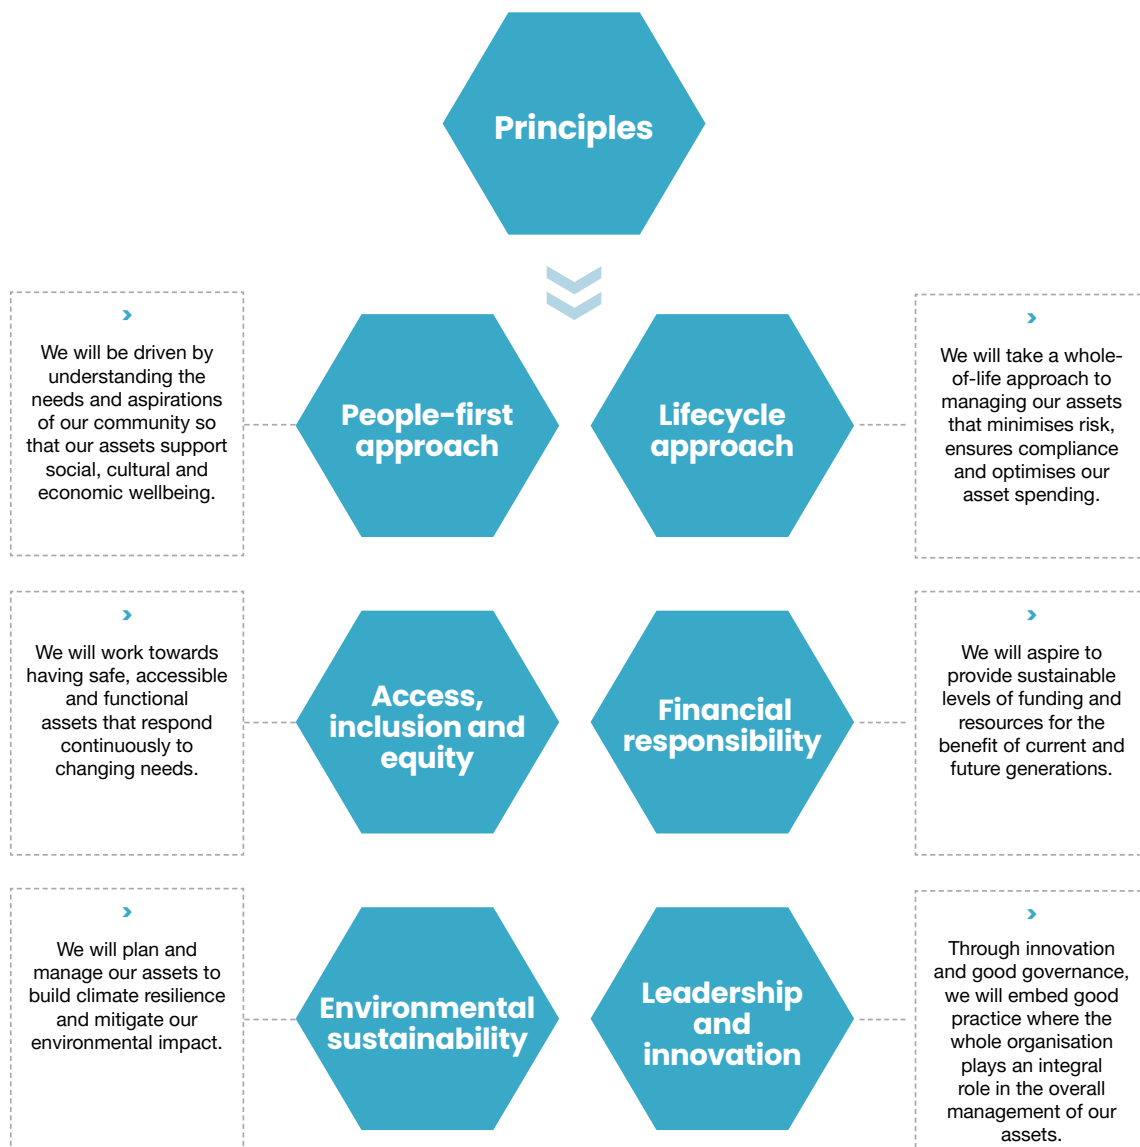 Principles
We will be driven by
understanding the
needs and aspirations
of our community so
that our assets support
social, cultural and
economic wellbeing.
People-first
approach
Lifecycle
approach
We will take a whole-
of-life approach to
managing our assets
that minimises risk,
ensures compliance
and optimises our
asset spending.
We will work towards
having safe, accessible
and functional
assets that respond
continuously to
changing needs.
Access,
inclusion and
equity
Financial
responsibility
We will aspire to
provide sustainable
levels of funding and
resources for the
benefit of current and
future generations.
We will plan and
manage our assets to
build climate resilience
and mitigate our
environmental impact.
Environmental
sustainability
Leadership
and
innovation
Through innovation
and good governance,
we will embed good
practice where the
whole organisation
plays an integral
role in the overall
management of our
assets.